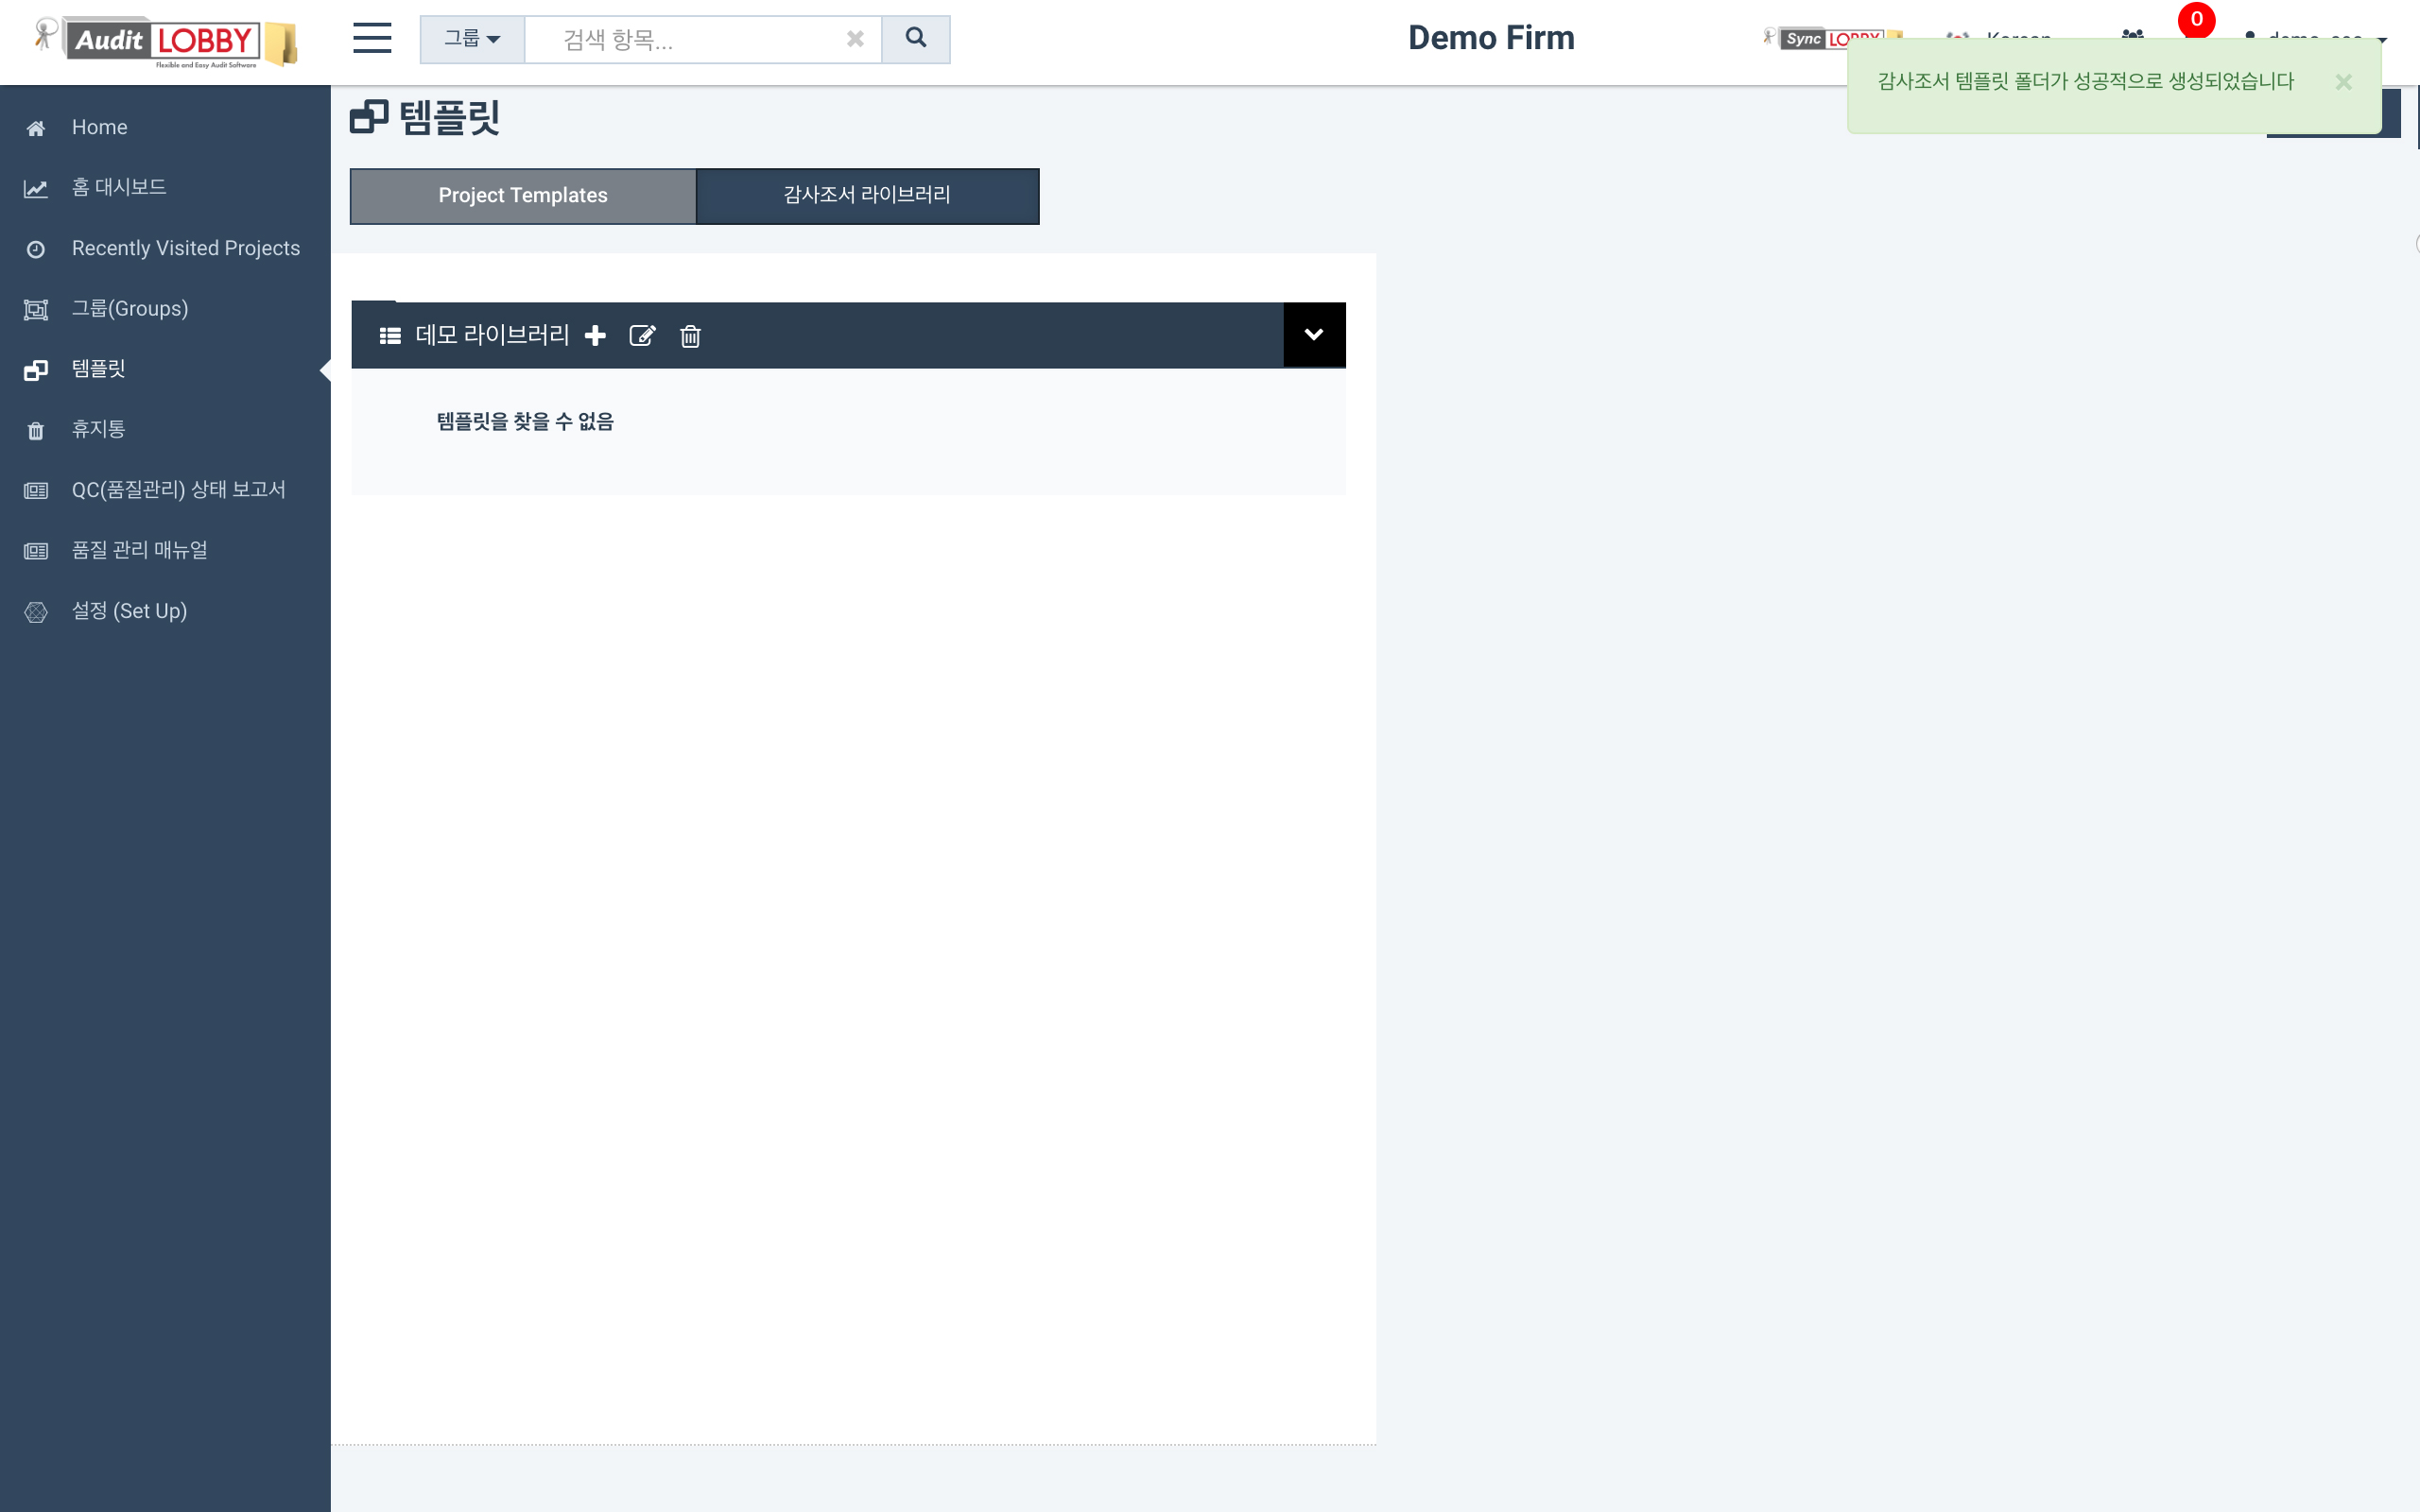 Audit LOBBY
Flexible and Easy Audit Software
그룹
검색 항목...
Demo Firm
Sync LOBBY
Korean
0
감사조서 템플릿 폴더가 성공적으로 생성되었습니다
Home
홈 대시보드
Recently Visited Projects
그룹(Groups)
템플릿
휴지통
QC(품질관리) 상태 보고서
품질 관리 매뉴얼
설정 (Set Up)
템플릿
Project Templates
감사조서 라이브러리
데모 라이브러리
템플릿을 찾을 수 없음